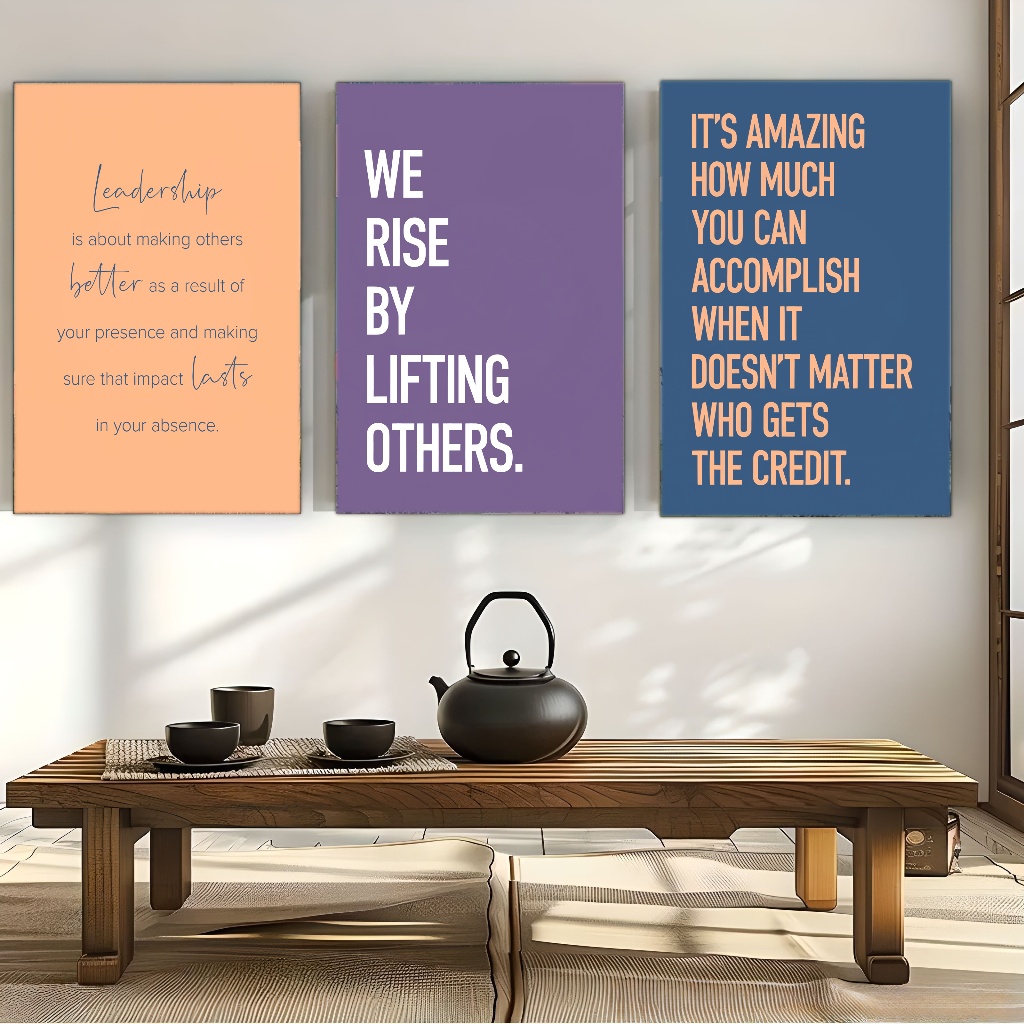 Leadership
is about making others
better as a result of
your presence and making
sure that impact lasts
in your absence.
WE
RISE
BY
LIFTING
OTHERS.
IT'S AMAZING
HOW MUCH
YOU CAN
ACCOMPLISH
WHEN IT
DOESN'T MATTER
WHO GETS
THE CREDIT.